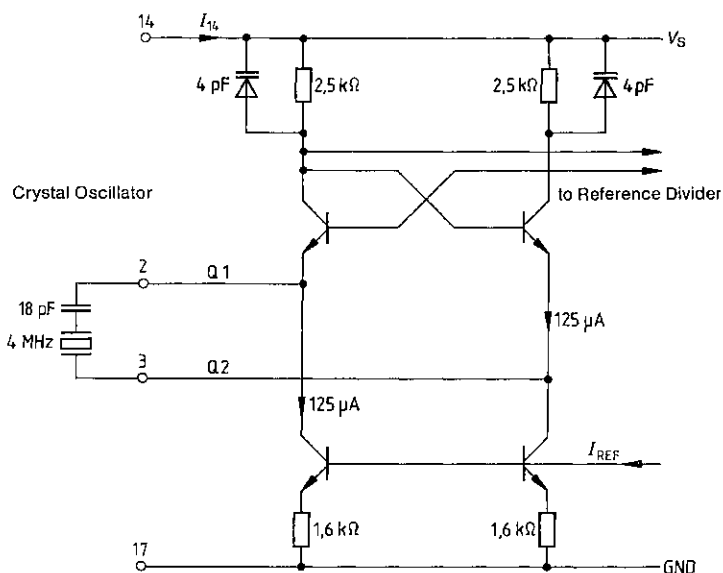 14
I14
VS
4 pF
2,5 kΩ
2,5 kΩ
4 pF
Crystal Oscillator
to Reference Divider
2
Q1
18 pF
4 MHz
125 µA
3
Q2
125 µA
IREF
1,6 kΩ
1,6 kΩ
17
GND